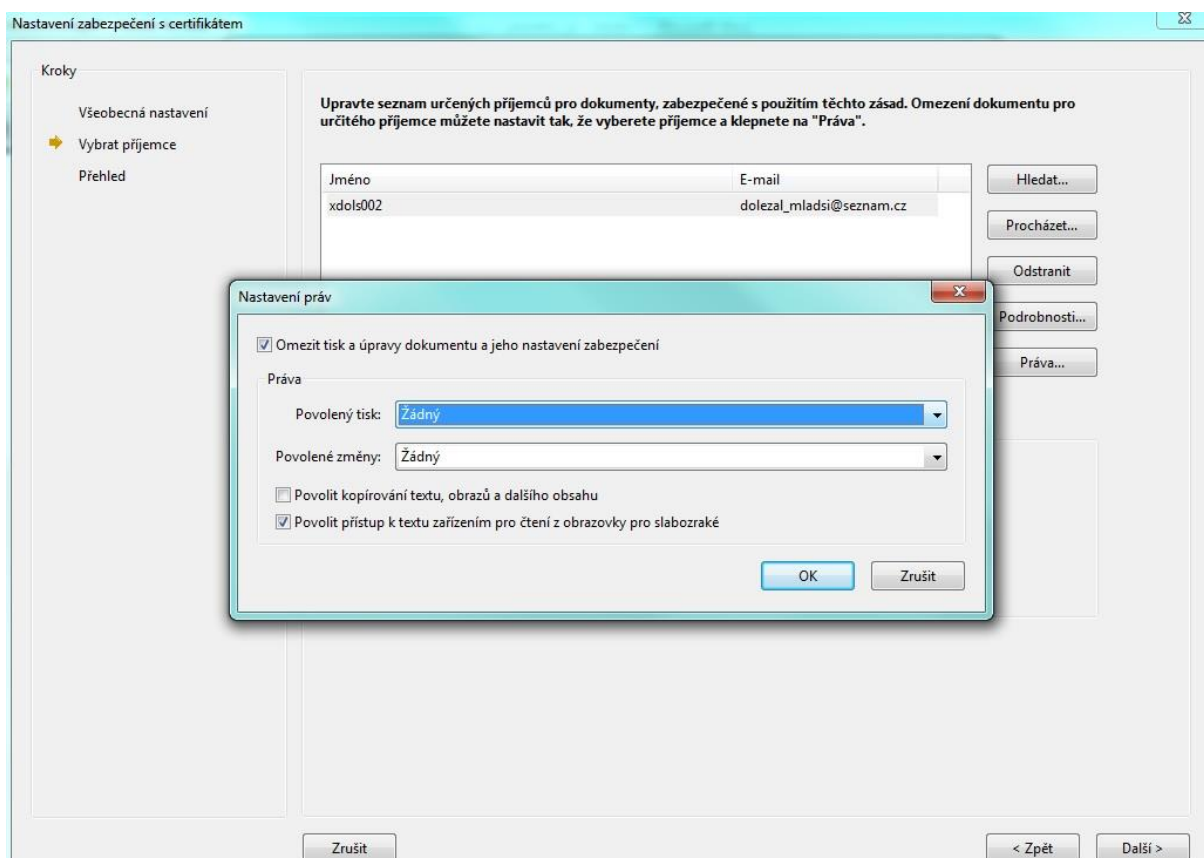 Nastavení zabezpečení s certifikátem
Kroky
Všeobecná nastavení
Vybrat příjemce
Přehled
Upravte seznam určených příjemců pro dokumenty, zabezpečené s použitím těchto zásad. Omezení dokumentu pro
určitého příjemce můžete nastavit tak, že vyberete příjemce a klepnete na "Práva".
Jméno E-mail
xdols002 dolezal_mladsi@seznam.cz
Hledat...
Procházet...
Odstranit
Podrobnosti...
Práva...
Nastavení práv
Omezit tisk a úpravy dokumentu a jeho nastavení zabezpečení
Práva
Povolený tisk: Žádný
Povolené změny: Žádný
Povolit kopírování textu, obrazů a dalšího obsahu
Povolit přístup k textu zařízením pro čtení z obrazovky pro slabozraké
OK Zrušit
Zrušit < Zpět Další >